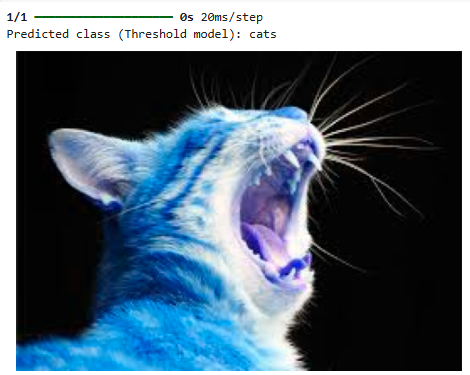 1/1 ━━━━━━━━━━━━━━━━━━━━ 0s 20ms/step
Predicted class (Threshold model): cats